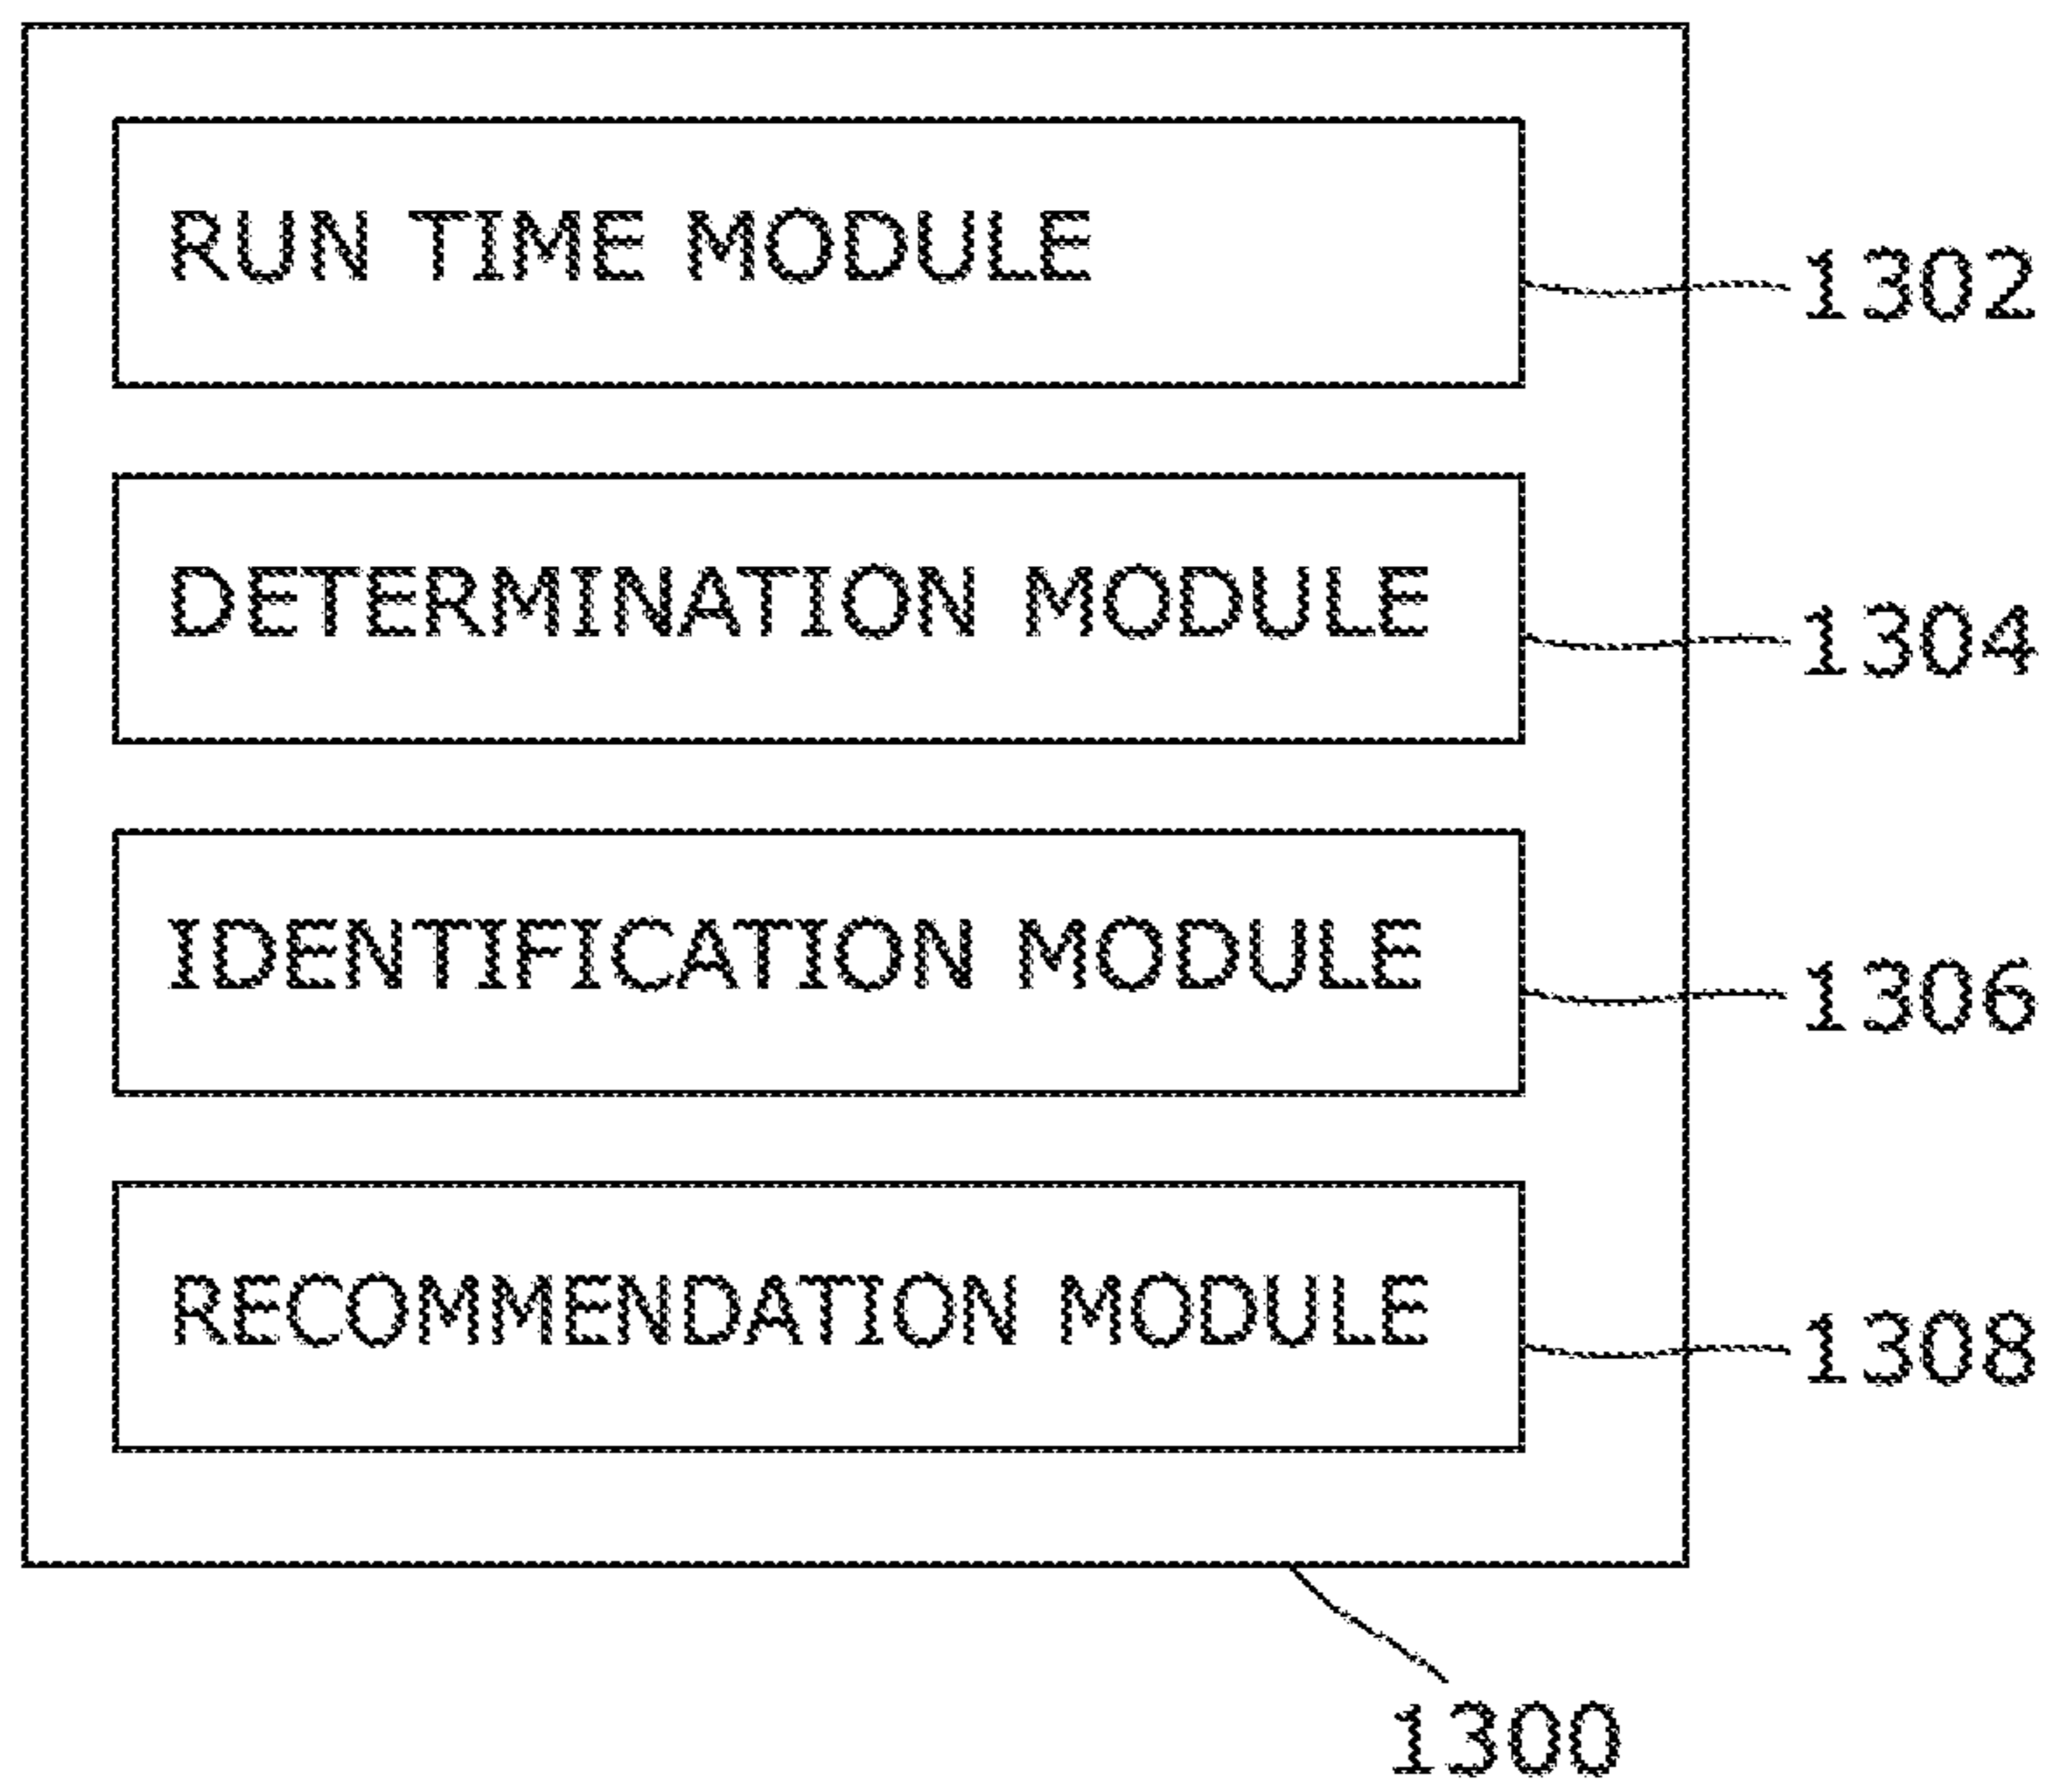 RUN TIME MODULE
1302
DETERMINATION MODULE
1304
IDENTIFICATION MODULE
1306
RECOMMENDATION MODULE
1308
1300